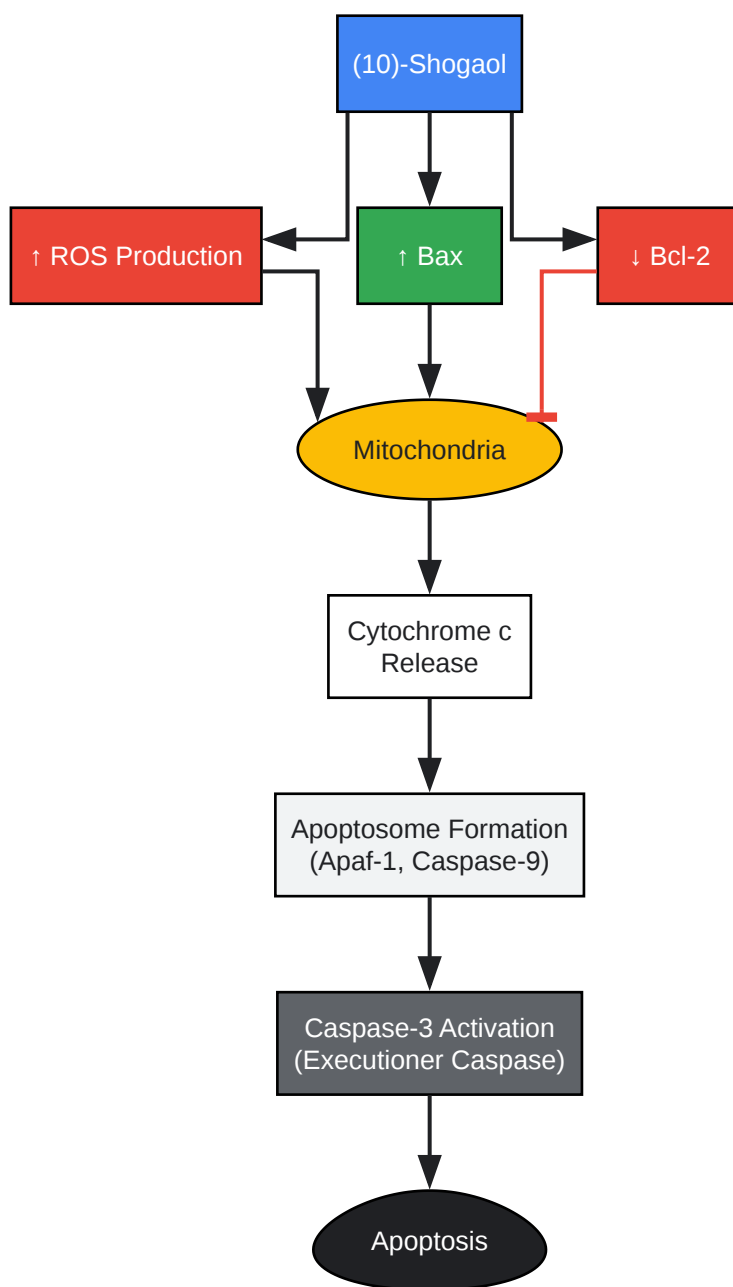 (10)-Shogaol
↑ ROS Production
↑ Bax
↓ Bcl-2
Mitochondria
Cytochrome c
Release
Apoptosome Formation
(Apaf-1, Caspase-9)
Caspase-3 Activation
(Executioner Caspase)
Apoptosis